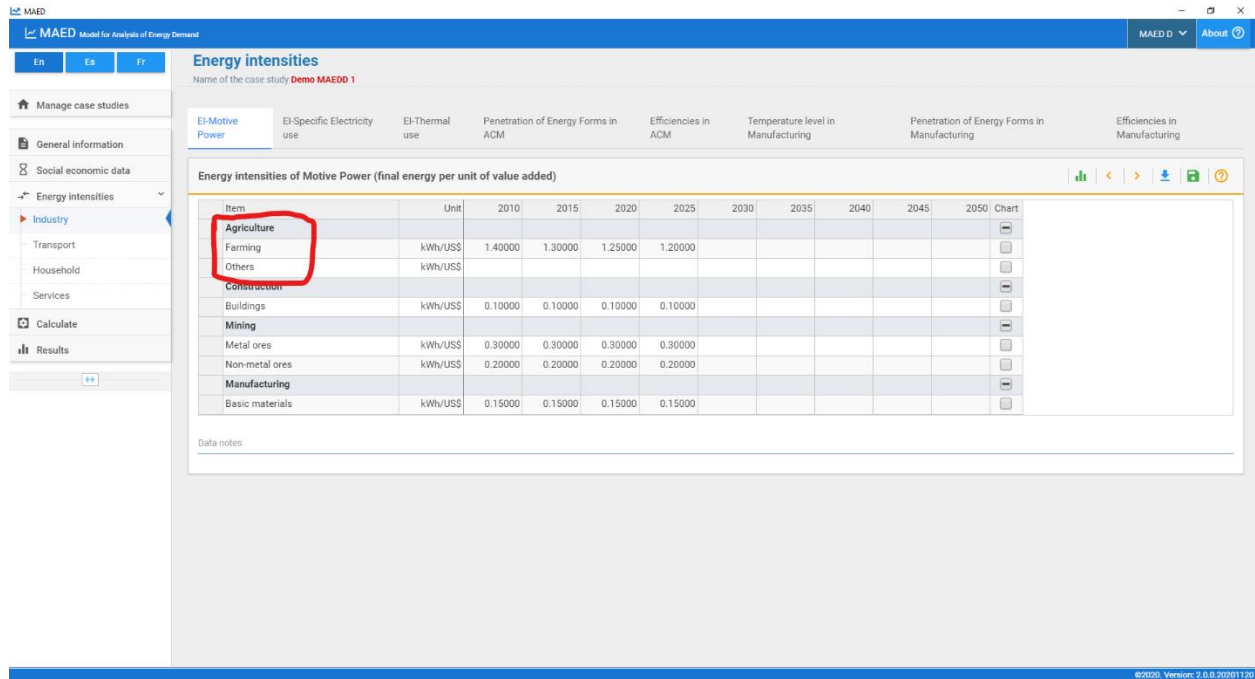 MAED
MAED Model for Analysis of Energy Demand
MAED D
About
En Es Fr
Energy intensities
Name of the case study Demo MAEDD 1
Manage case studies
General information
Social economic data
Energy intensities
Industry
Transport
Household
Services
Calculate
Results
EI-Motive Power
EI-Specific Electricity use
EI-Thermal use
Penetration of Energy Forms in ACM
Efficiencies in ACM
Temperature level in Manufacturing
Penetration of Energy Forms in Manufacturing
Efficiencies in Manufacturing
Energy intensities of Motive Power (final energy per unit of value added)
Item Unit 2010 2015 2020 2025 2030 2035 2040 2045 2050 Chart
Agriculture
Farming kWh/US$ 1.40000 1.30000 1.25000 1.20000
Others kWh/US$
Construction
Buildings kWh/US$ 0.10000 0.10000 0.10000 0.10000
Mining
Metal ores kWh/US$ 0.30000 0.30000 0.30000 0.30000
Non-metal ores kWh/US$ 0.20000 0.20000 0.20000 0.20000
Manufacturing
Basic materials kWh/US$ 0.15000 0.15000 0.15000 0.15000
Data notes
©2020. Version: 2.0.0.20201120